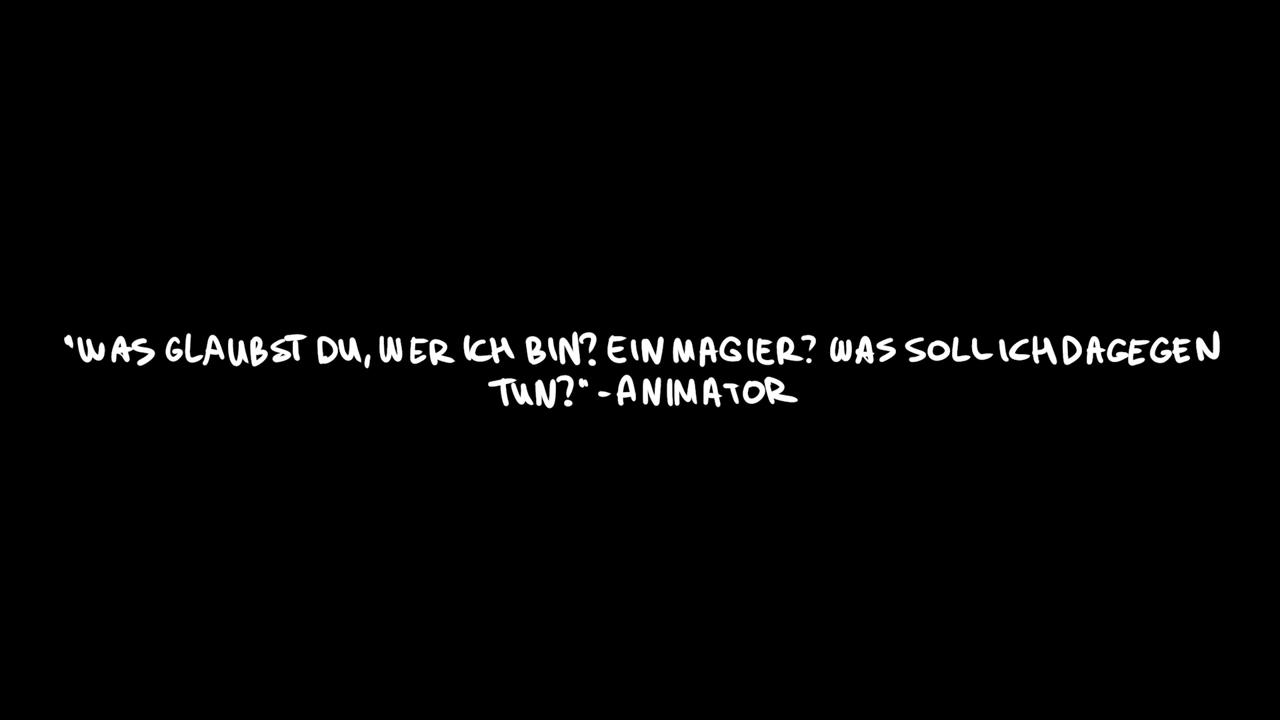 "WAS GLAUBST DU, WER ICH BIN? EIN MAGIER? WAS SOLL ICH DAGEGEN
TUN?" -ANIMATOR